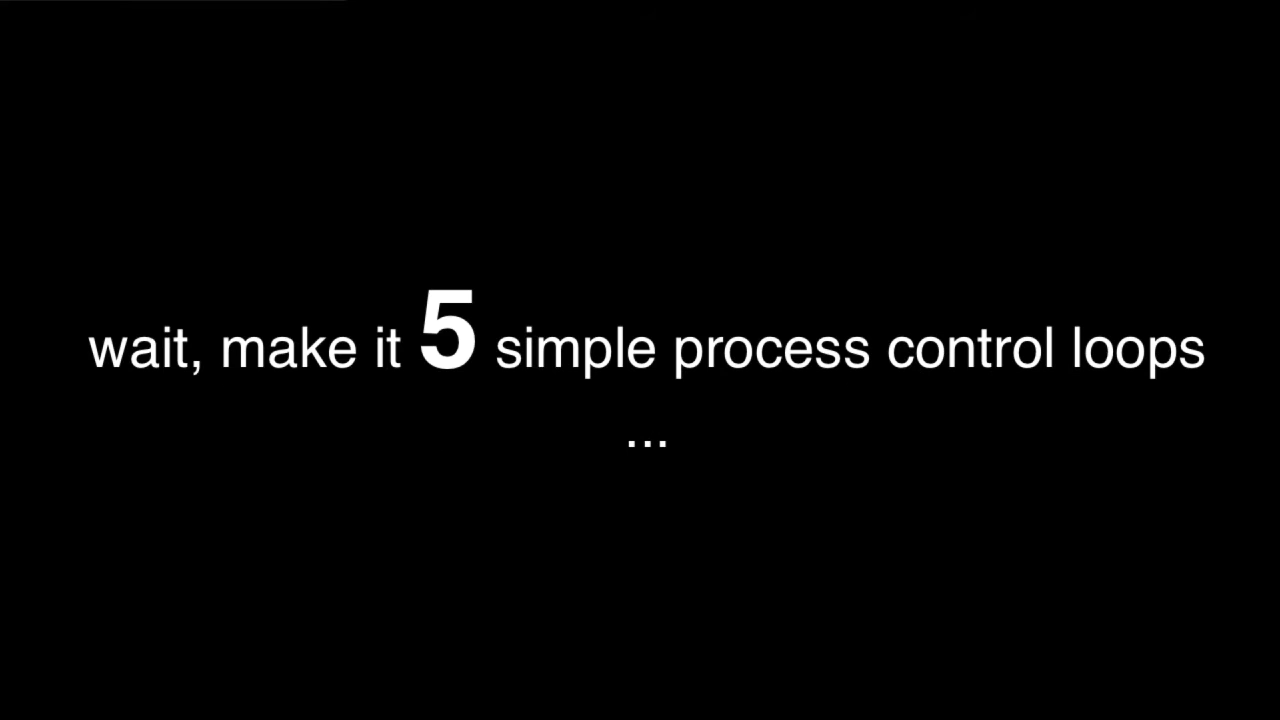 wait, make it 5 simple process control loops
...